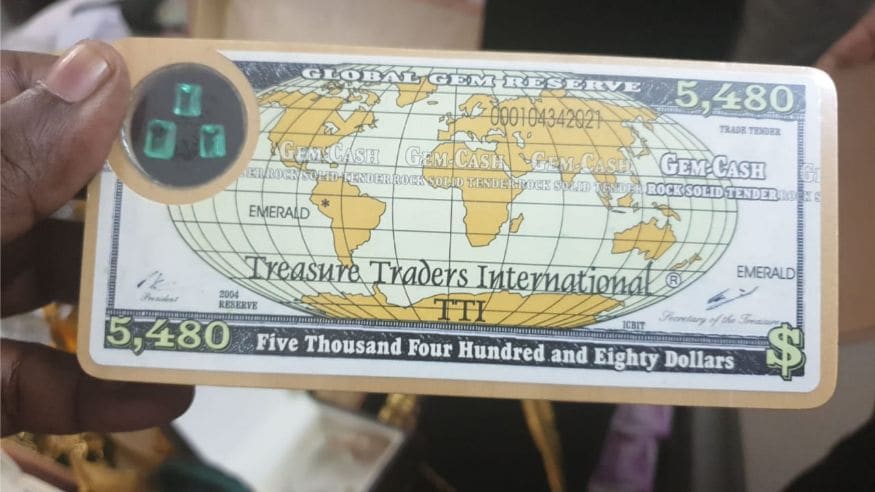 GLOBAL GEM RESERVE
5,480
000104342021
TRADE TENDER
GEM-CASH GEM-CASH GEM-CASH GEM-CASH
ROCK SOLID TENDER ROCK SOLID TENDER ROCK SOLID TENDER ROCK SOLID TENDER
EMERALD *
Treasure Traders International ®
EMERALD
TTI
President
2004
RESERVE
ICBIT
Secretary of the Treasure
5,480 Five Thousand Four Hundred and Eighty Dollars $